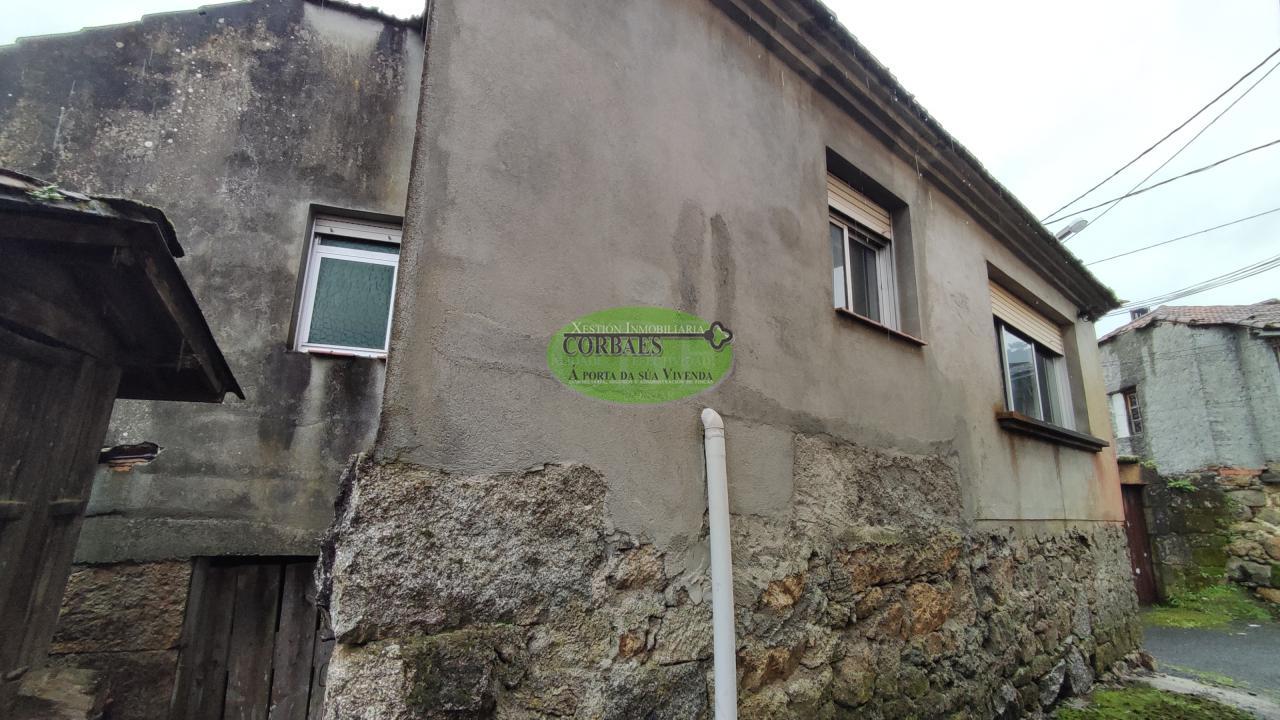 XESTIÓN INMOBILIARIA
CORBAES
Á PORTA DA SÚA VIVENDA